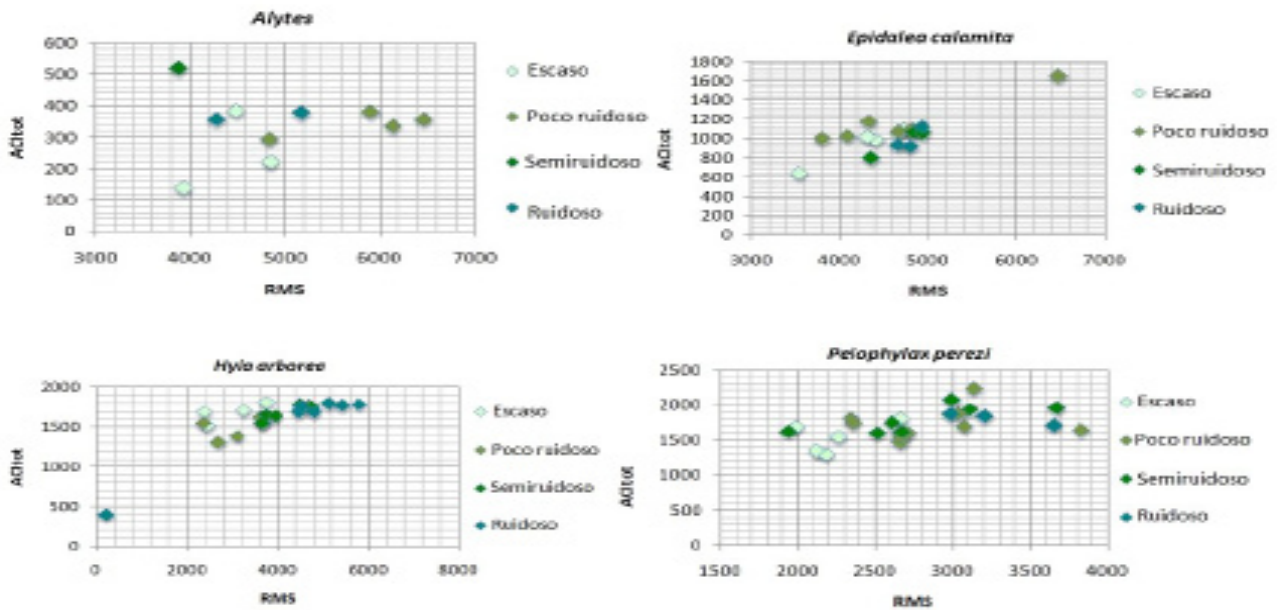 Alytes
600
500
400
300
200
100
0
ACItot
3000 4000 5000 6000 7000
RMS
Escaso
Poco ruidoso
Semiruidoso
Ruidoso
Epidalea calamita
1800
1600
1400
1200
1000
800
600
400
200
0
ACItot
3000 4000 5000 6000 7000
RMS
Escaso
Poco ruidoso
Semiruidoso
Ruidoso
Hyla arborea
2000
1500
1000
500
0
ACItot
0 2000 4000 6000 8000
RMS
Escaso
Poco ruidoso
Semiruidoso
Ruidoso
Pelophylax perezi
2500
2000
1500
1000
500
0
ACItot
1500 2000 2500 3000 3500 4000
RMS
Escaso
Poco ruidoso
Semiruidoso
Ruidoso